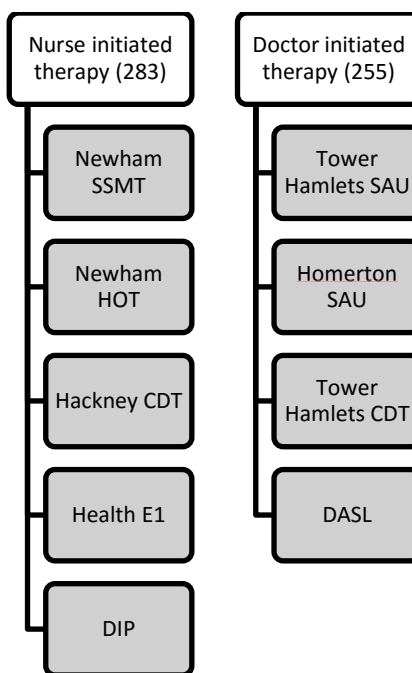 Nurse initiated
therapy (283)
Newham
SSMT
Newham
HOT
Hackney CDT
Health E1
DIP
Doctor initiated
therapy (255)
Tower
Hamlets SAU
Homerton
SAU
Tower
Hamlets CDT
DASL